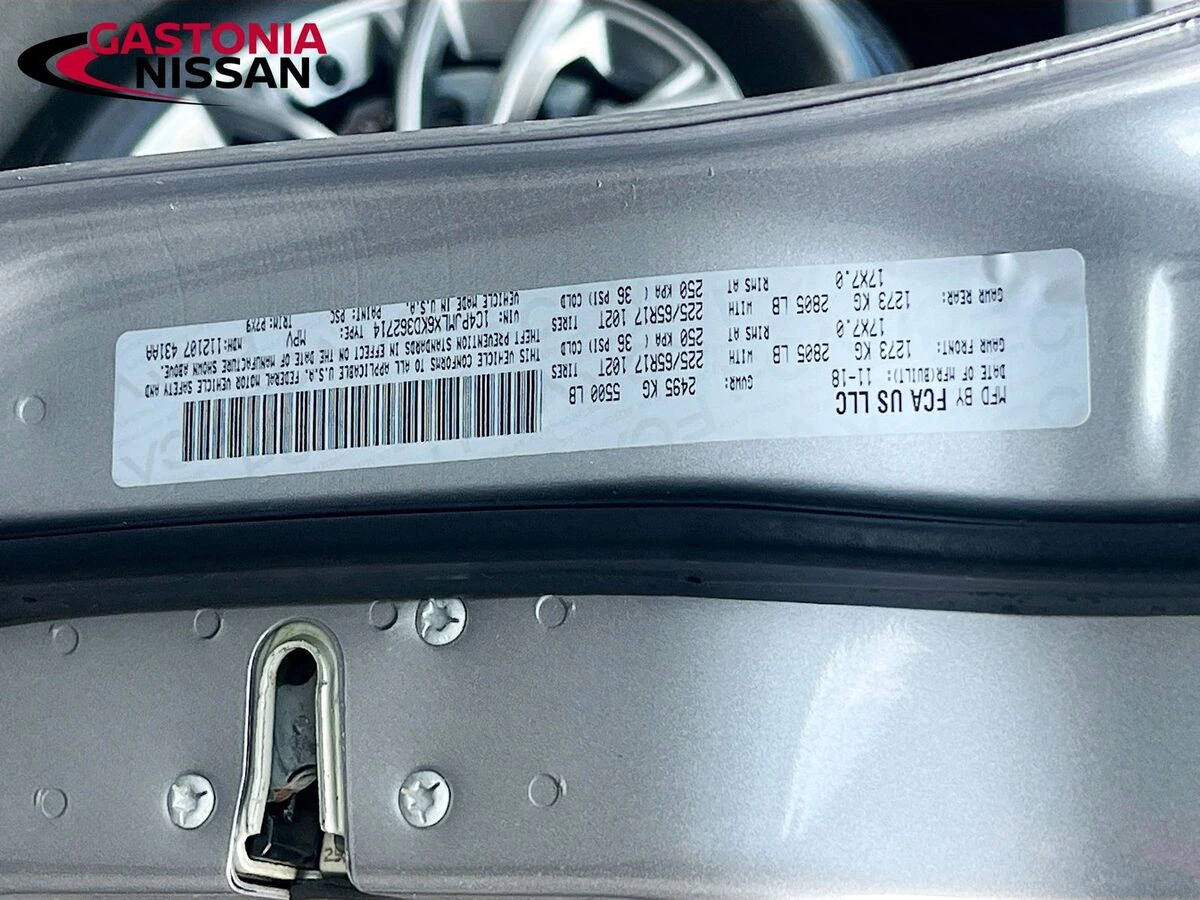 GASTONIA
NISSAN
MFD BY FCA US LLC
DATE OF MFR(BUILT): 11-18
GVWR: 2495 KG 5500 LB
GAWR FRONT: 1273 KG 2805 LB WITH 225/65R17 102T TIRES
17X7.0 RIMS AT 250 KPA ( 36 PSI) COLD
GAWR REAR: 1273 KG 2805 LB WITH 225/65R17 102T TIRES
17X7.0 RIMS AT 250 KPA ( 36 PSI) COLD
THIS VEHICLE CONFORMS TO ALL APPLICABLE U.S.A. FEDERAL MOTOR VEHICLE SAFETY AND
THEFT PREVENTION STANDARDS IN EFFECT ON THE DATE OF MANUFACTURE SHOWN ABOVE.
VIN: 1C4PJMLX6KD362714 TYPE: MPV MDH:112107 431AA
VEHICLE MADE IN U.S.A. PAINT: PSC TRIM: P7X9